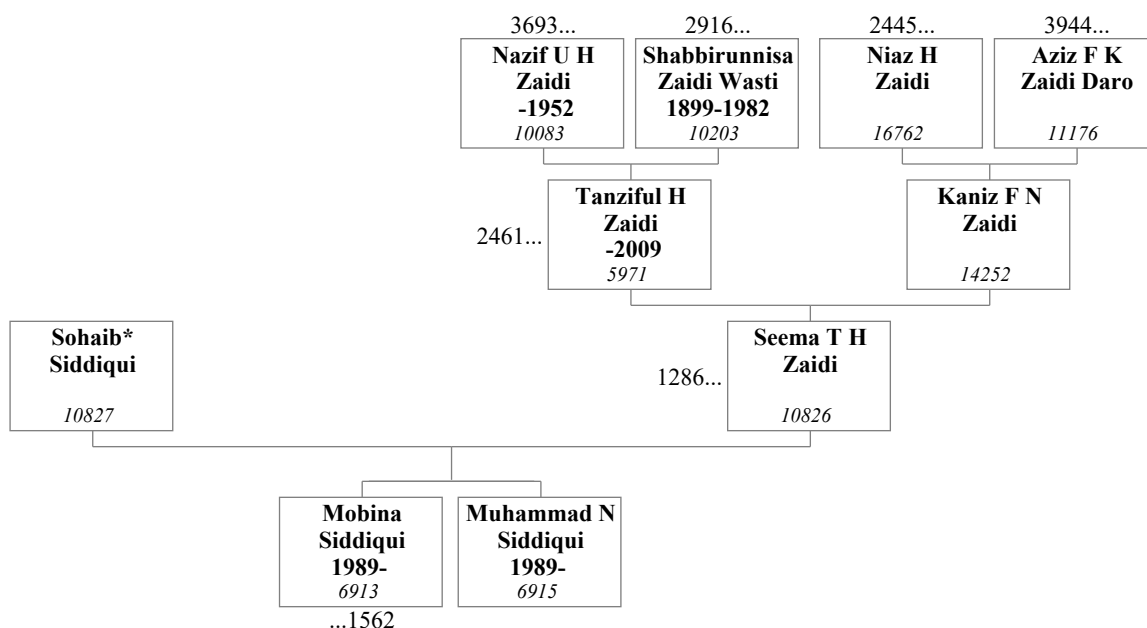 3693...
Nazif U H
Zaidi
-1952
10083
2916...
Shabbirunnisa
Zaidi Wasti
1899-1982
10203
2445...
Niaz H
Zaidi
16762
3944...
Aziz F K
Zaidi Daro
11176
2461...
Tanziful H
Zaidi
-2009
5971
Kaniz F N
Zaidi
14252
Sohaib*
Siddiqui
10827
1286...
Seema T H
Zaidi
10826
Mobina
Siddiqui
1989-
6913
...1562
Muhammad N
Siddiqui
1989-
6915